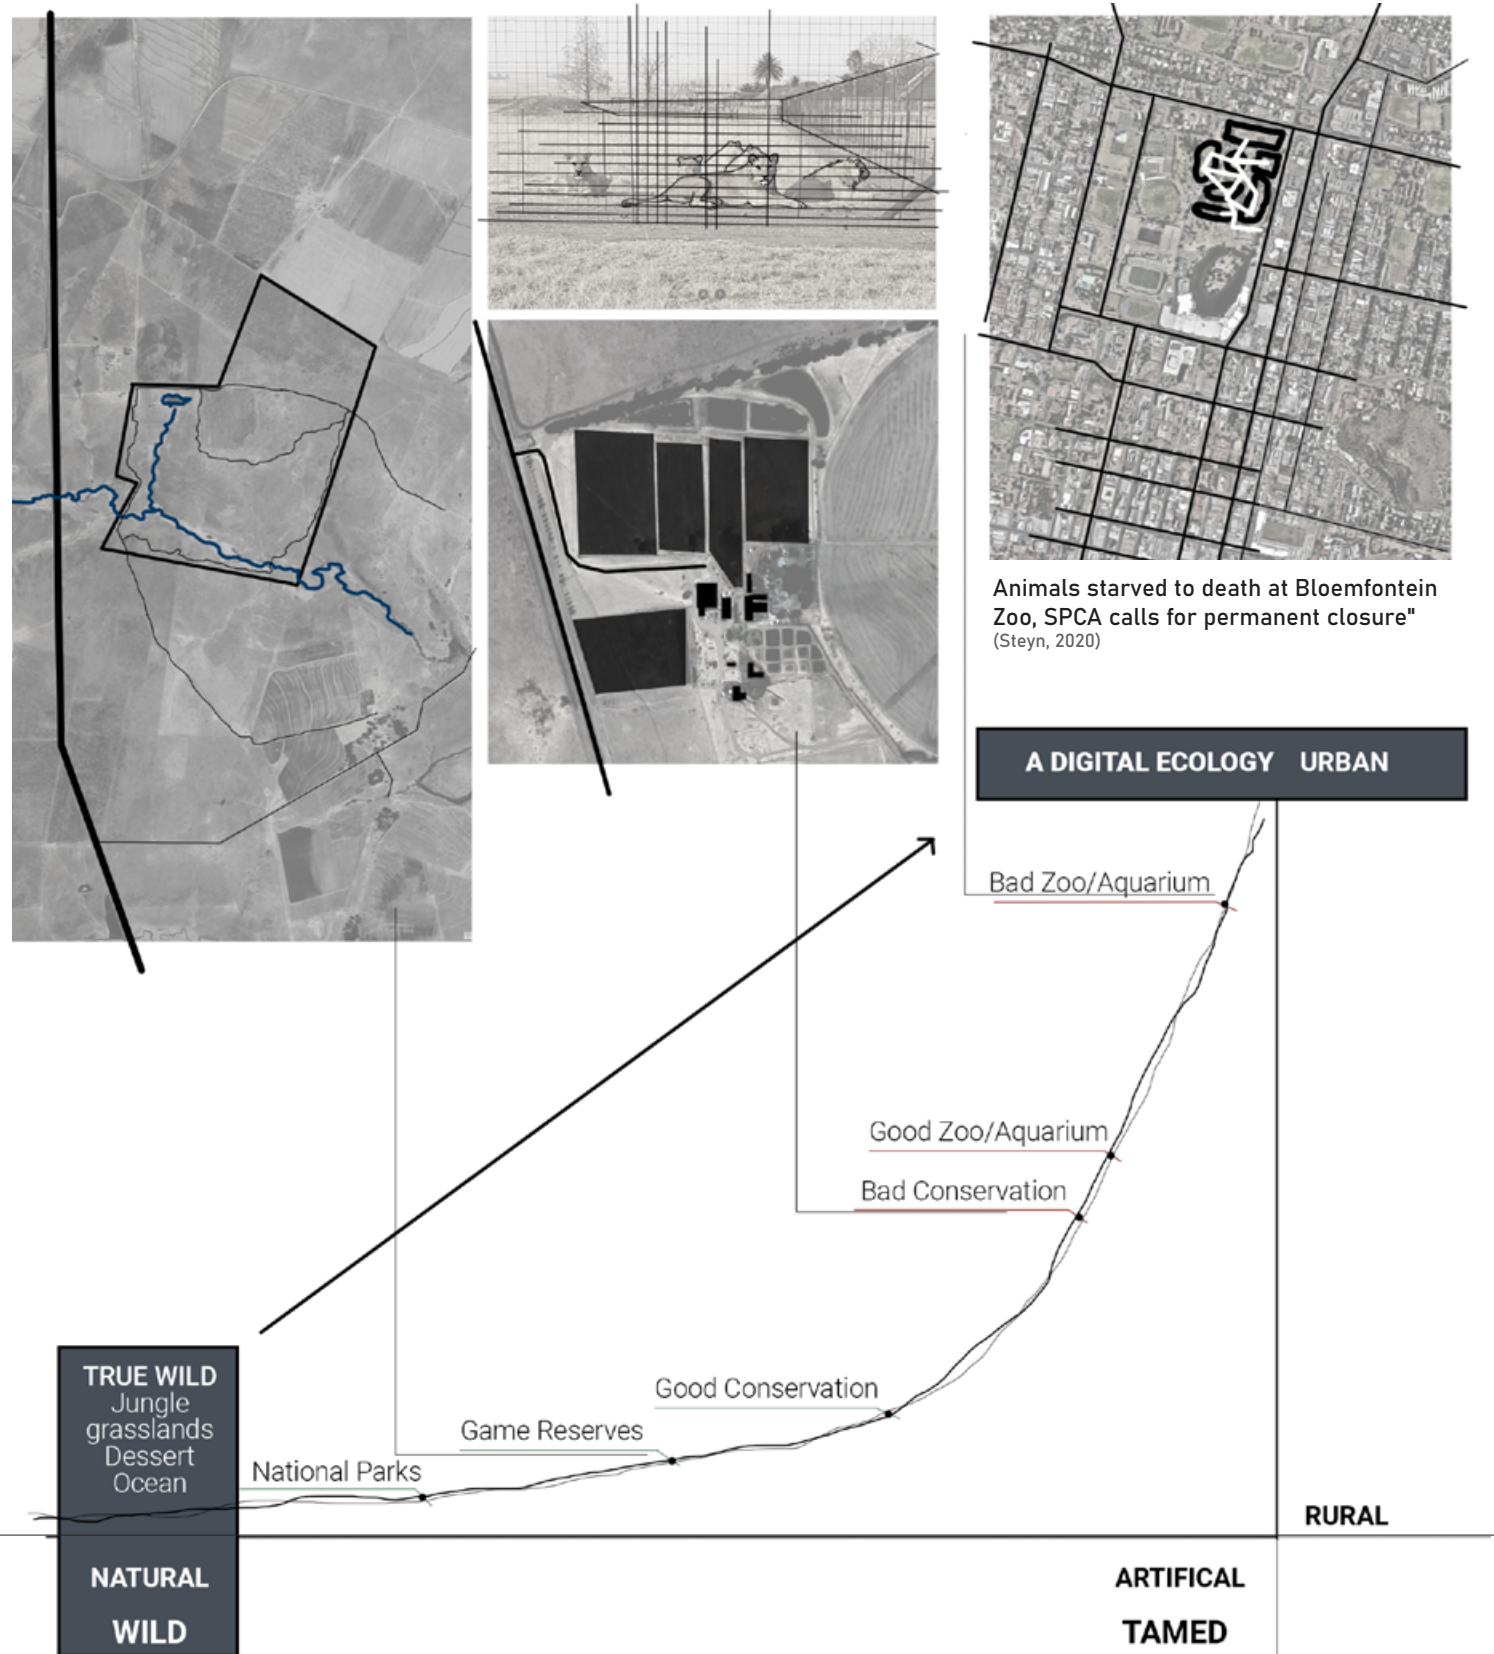 Animals starved to death at Bloemfontein
Zoo, SPCA calls for permanent closure"
(Steyn, 2020)
A DIGITAL ECOLOGY URBAN
Bad Zoo/Aquarium
Good Zoo/Aquarium
Bad Conservation
Good Conservation
Game Reserves
National Parks
TRUE WILD
Jungle
grasslands
Dessert
Ocean
RURAL
NATURAL
ARTIFICAL
WILD
TAMED